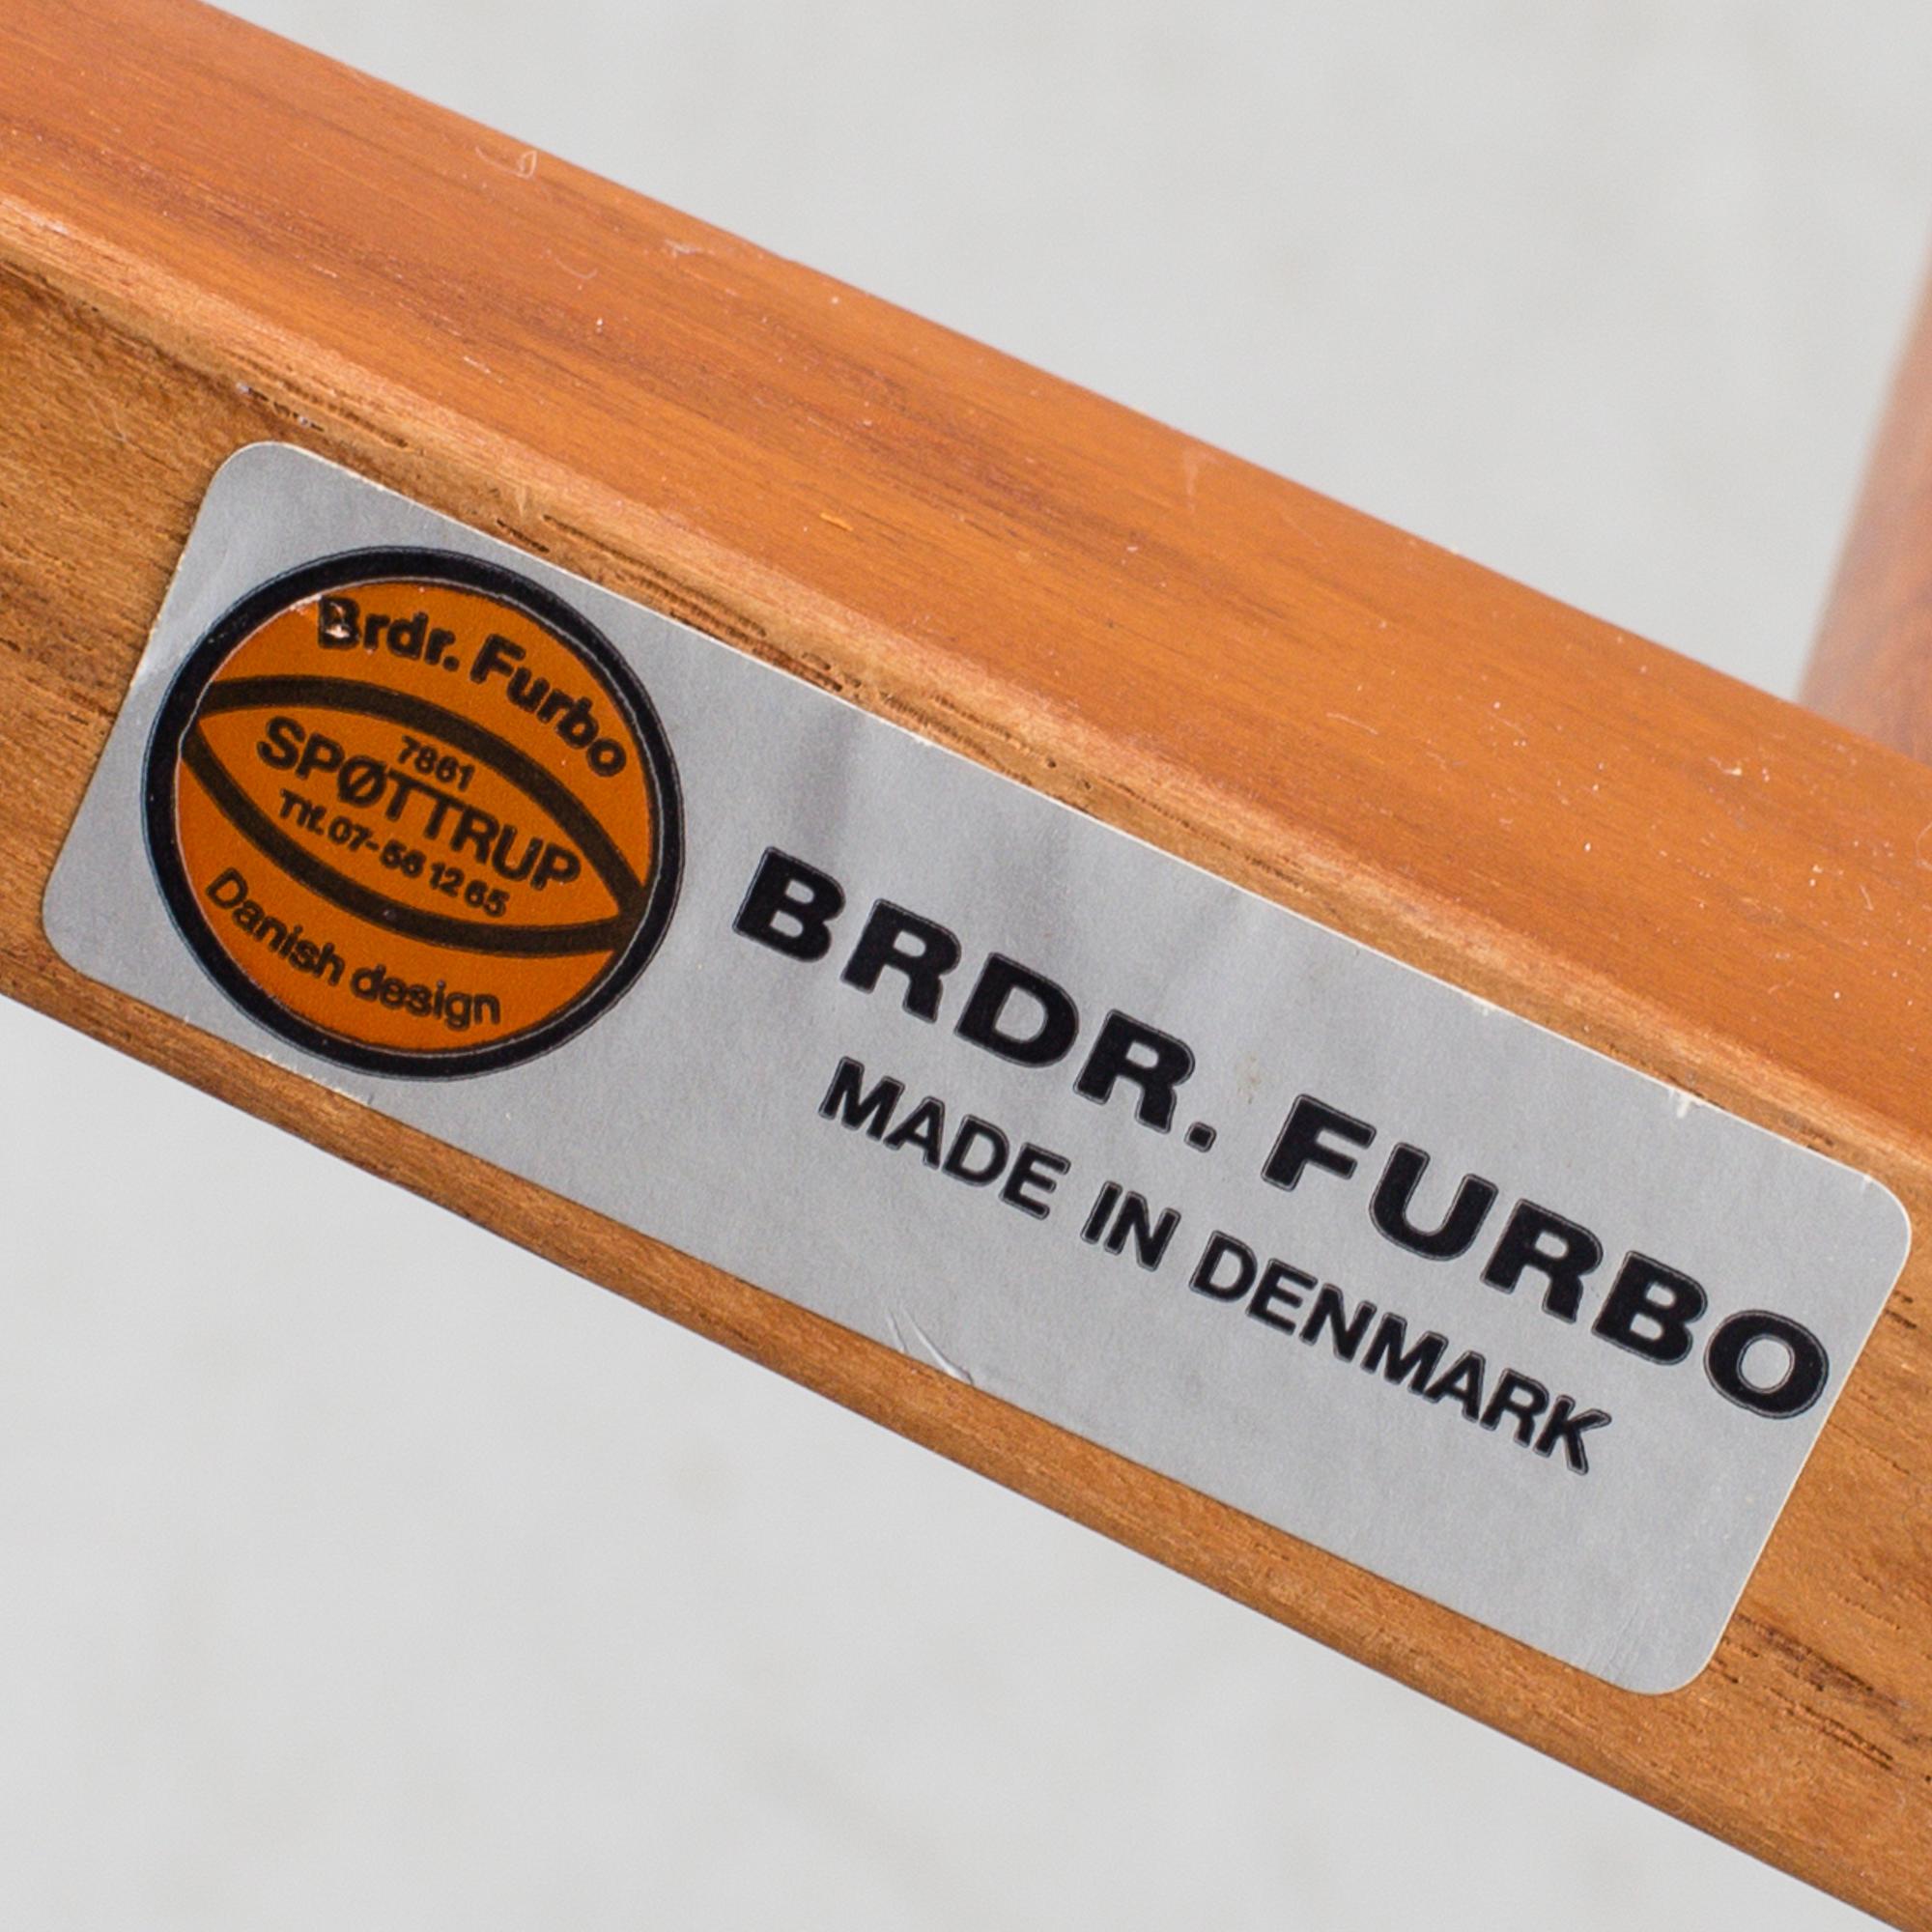 Brdr. Furbo
7861
SPØTTRUP
Tlf. 07-56 12 65
Danish design
BRDR. FURBO
MADE IN DENMARK